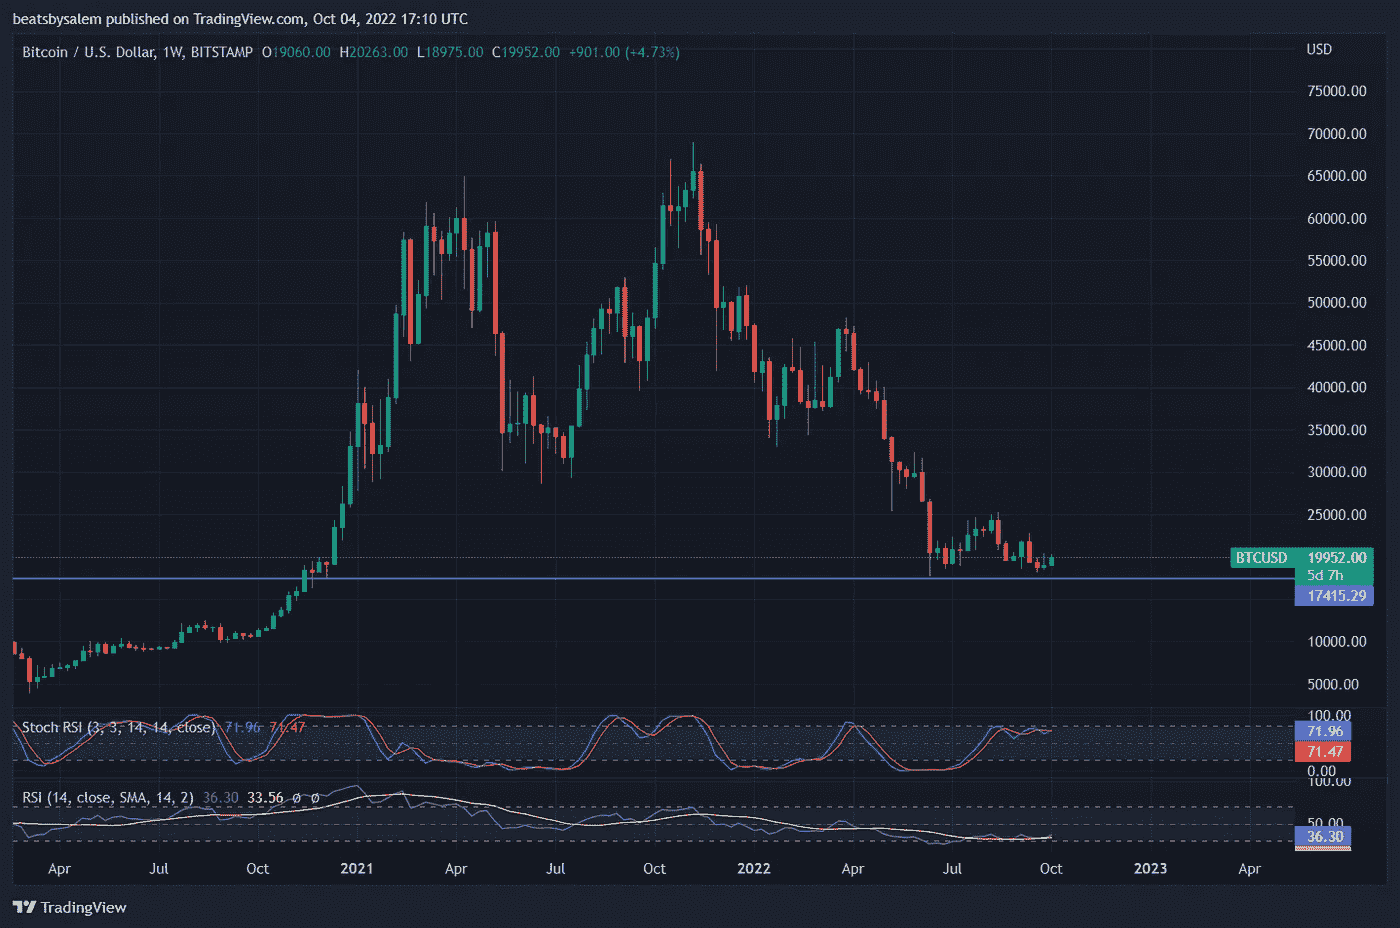 beatsbysalem published on TradingView.com, Oct 04, 2022 17:10 UTC
Bitcoin / U.S. Dollar, 1W, BITSTAMP O19060.00 H20263.00 L18975.00 C19952.00 +901.00 (+4.73%)
USD
75000.00
70000.00
65000.00
60000.00
55000.00
50000.00
45000.00
40000.00
35000.00
30000.00
25000.00
BTCUSD 19952.00
5d 7h
17415.29
10000.00
5000.00
Stoch RSI (3, 3, 14, 14, close) 71.96 71.47
100.00
71.96
71.47
0.00
100.00
RSI (14, close, SMA, 14, 2) 36.30 33.56 Ø Ø
50.00
36.30
Apr Jul Oct 2021 Apr Jul Oct 2022 Apr Jul Oct 2023 Apr
TradingView